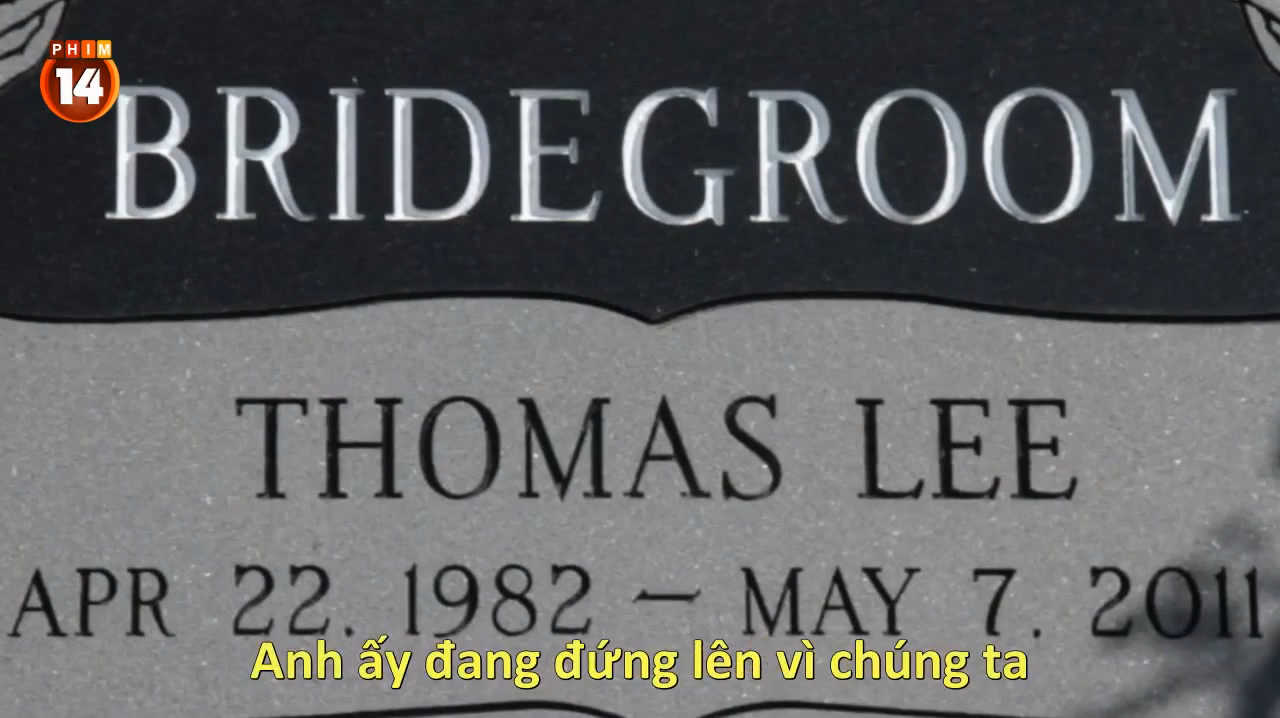 PHIM
14
BRIDEGROOM
THOMAS LEE
APR 22. 1982 – MAY 7. 2011
Anh ấy đang đứng lên vì chúng ta